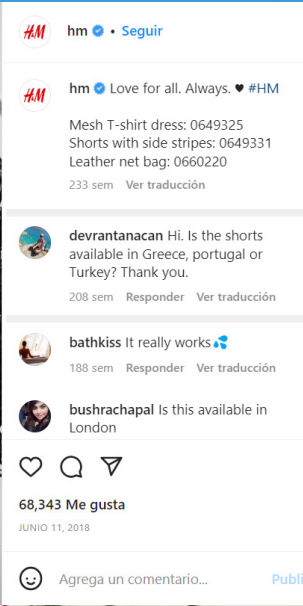 H&M hm • Seguir
H&M hm Love for all. Always. 🖤 #HM
Mesh T-shirt dress: 0649325
Shorts with side stripes: 0649331
Leather net bag: 0660220
233 sem Ver traducción
devrantanacan Hi. Is the shorts
available in Greece, portugal or
Turkey? Thank you.
208 sem Responder Ver traducción
bathkiss It really works💦
188 sem Responder Ver traducción
bushrachapal Is this available in
London
68,343 Me gusta
JUNIO 11, 2018
Agrega un comentario... Publi